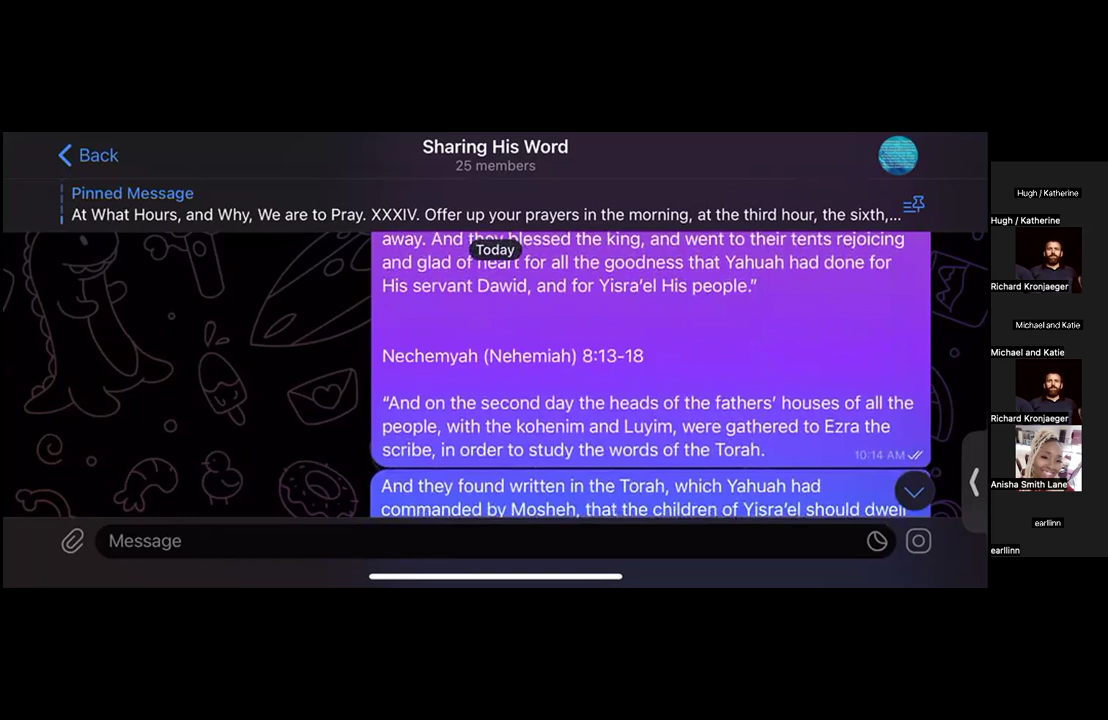 Back
Sharing His Word
25 members
Pinned Message
At What Hours, and Why, We are to Pray. XXXIV. Offer up your prayers in the morning, at the third hour, the sixth,...
away. And they blessed the king, and went to their tents rejoicing
Today
and glad of heart for all the goodness that Yahuah had done for
His servant Dawid, and for Yisra’el His people.”
Nechemyah (Nehemiah) 8:13-18
“And on the second day the heads of the fathers’ houses of all the
people, with the kohenim and Luyim, were gathered to Ezra the
scribe, in order to study the words of the Torah.
10:14 AM
And they found written in the Torah, which Yahuah had
commanded by Mosheh, that the children of Yisra’el should dwell
Message
Hugh / Katherine
Hugh / Katherine
Richard Kronjaeger
Michael and Katie
Michael and Katie
Richard Kronjaeger
Anisha Smith Lane
earllinn
earllinn